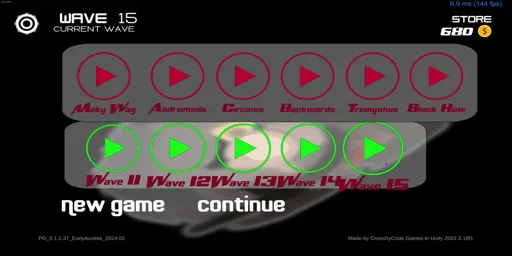 6.9 ms (144 fps)
WAVE 15
CURRENT WAVE
STORE
680
Milky Way
Andromeda
Circinus
Backwards
Triangulum
Black Hole
Wave 11
Wave 12
Wave 13
Wave 14
Wave 15
new game
continue
PD_0.1.1.37_EarlyAccess_2024.02
Made by CrunchyCode Games in Unity 2022.3.19f1